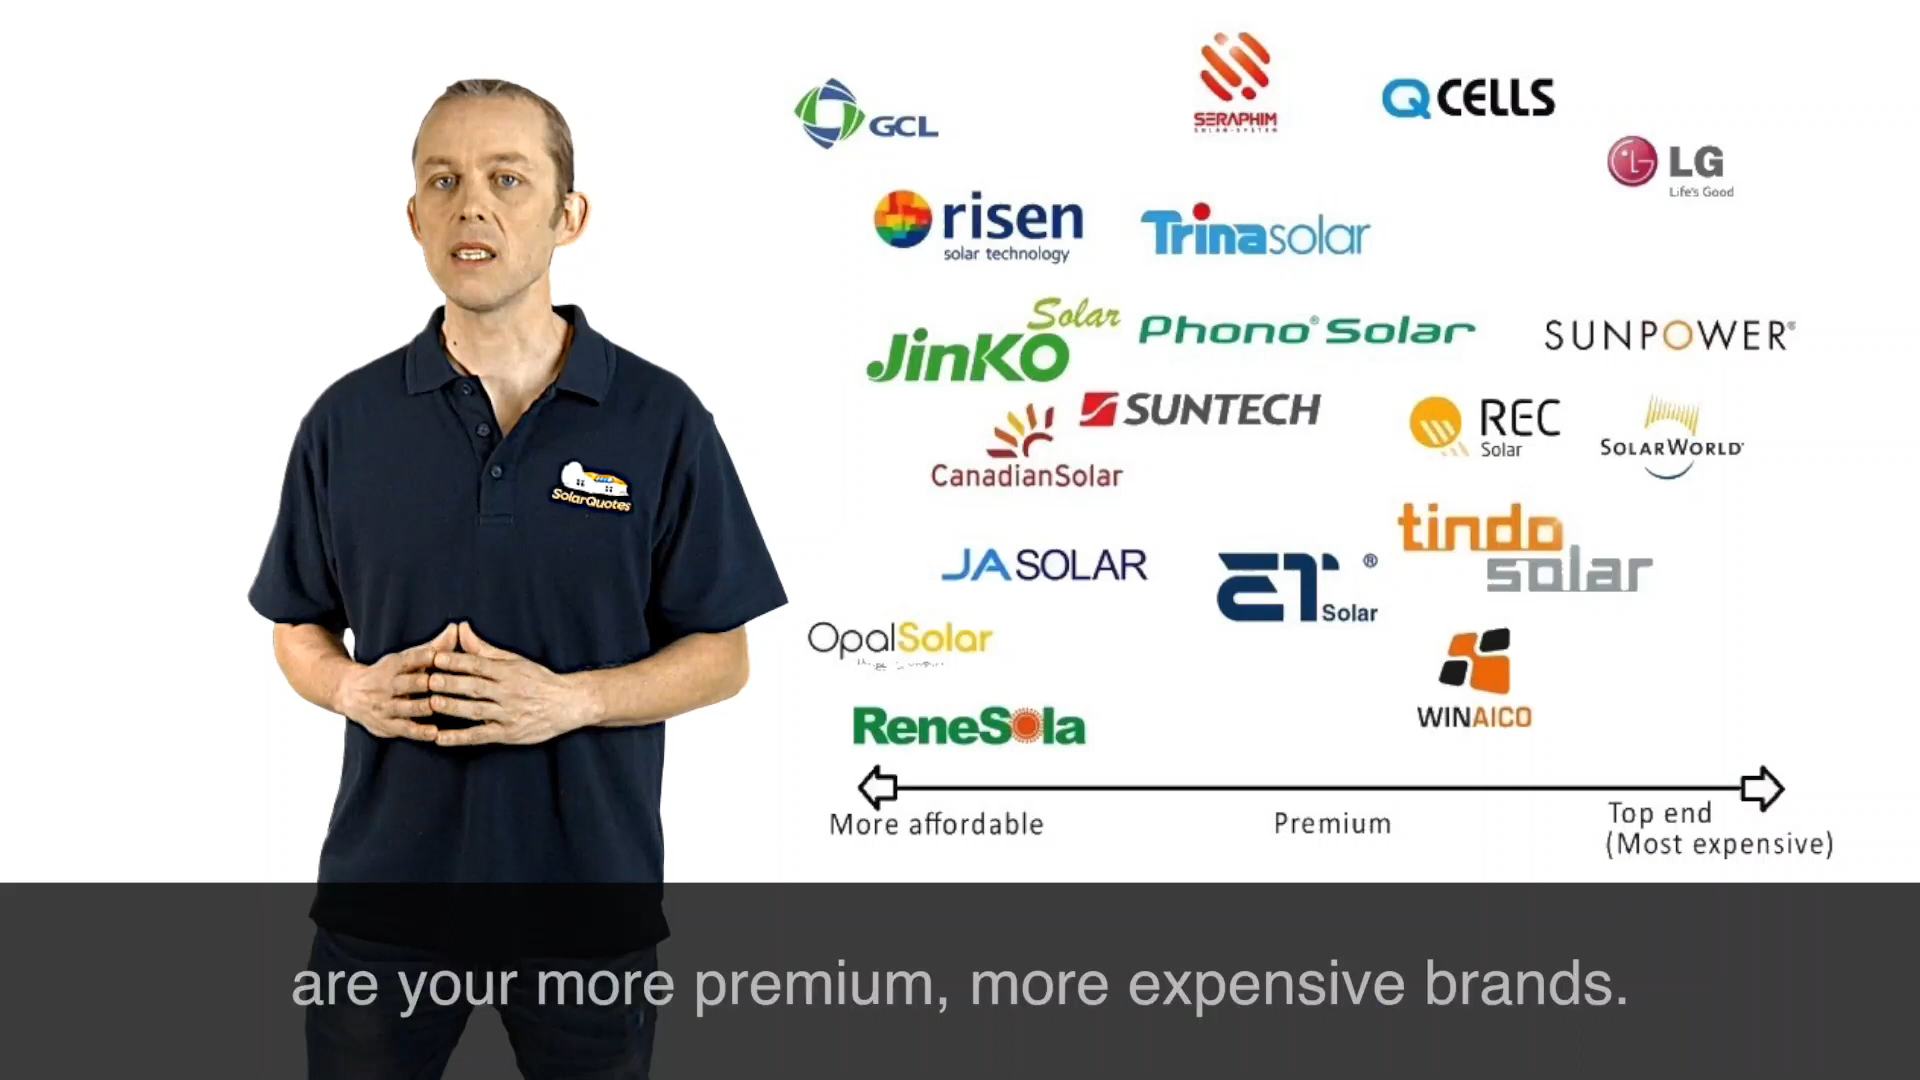 GCL
SERAPHIM
SOLAR-SYSTEM
Q CELLS
LG
Life's Good
risen
solar technology
Trinasolar
Solar
JinKO
Phono® Solar
SUNPOWER®
SUNTECH
REC
Solar
SOLARWORLD
CanadianSolar
SolarQuotes
tindo
solar
JA SOLAR
ET ®
Solar
OpalSolar
WINAICO
ReneSola
More affordable
Premium
Top end
(Most expensive)
are your more premium, more expensive brands.